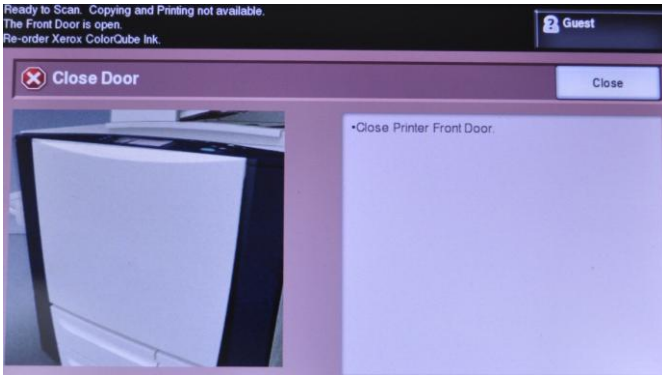 Ready to Scan. Copying and Printing not available.
The Front Door is open.
Re-order Xerox ColorQube Ink.
Guest
Close Door
Close
•Close Printer Front Door.